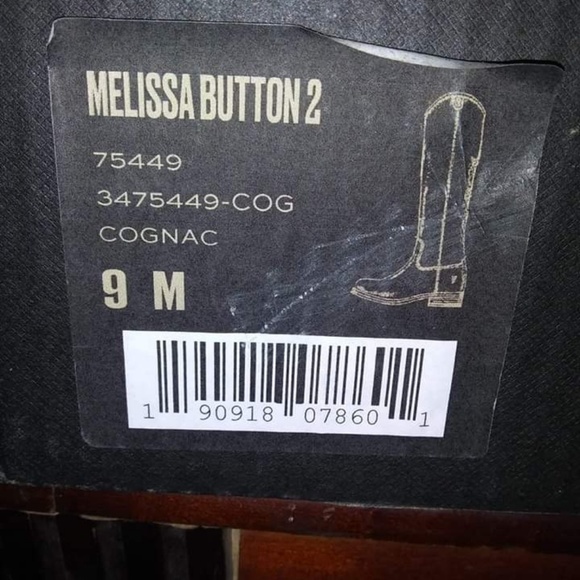 MELISSA BUTTON 2
75449
3475449-COG
COGNAC
9 M
1 90918 07860 1